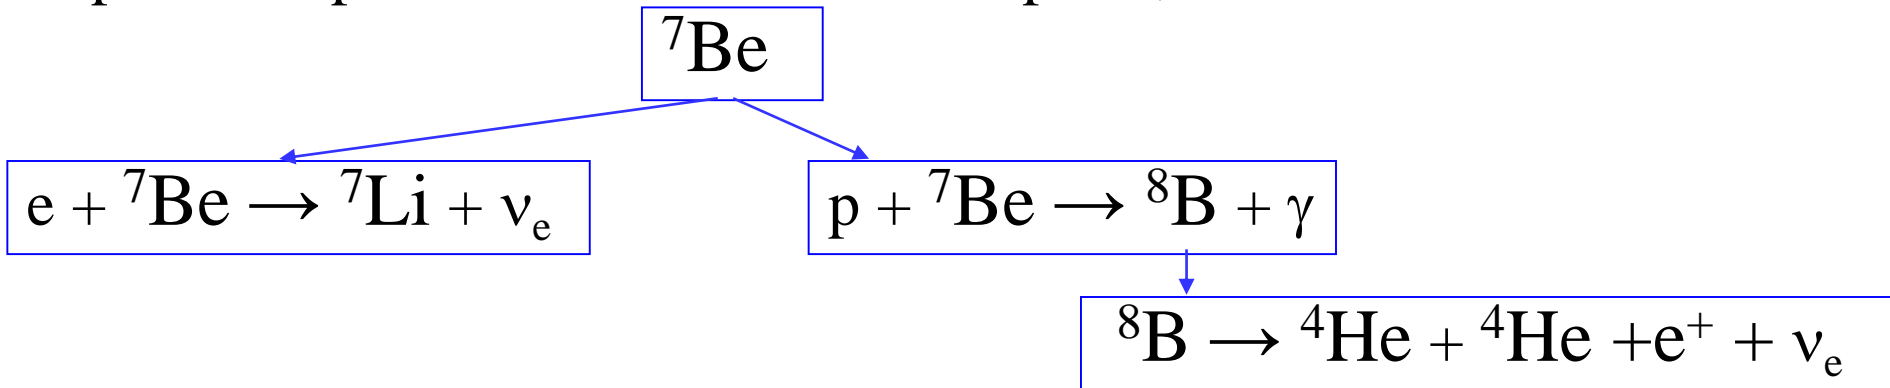 ⁷Be
e + ⁷Be → ⁷Li + νₑ
p + ⁷Be → ⁸B + γ
⁸B → ⁴He + ⁴He +e⁺ + νₑ